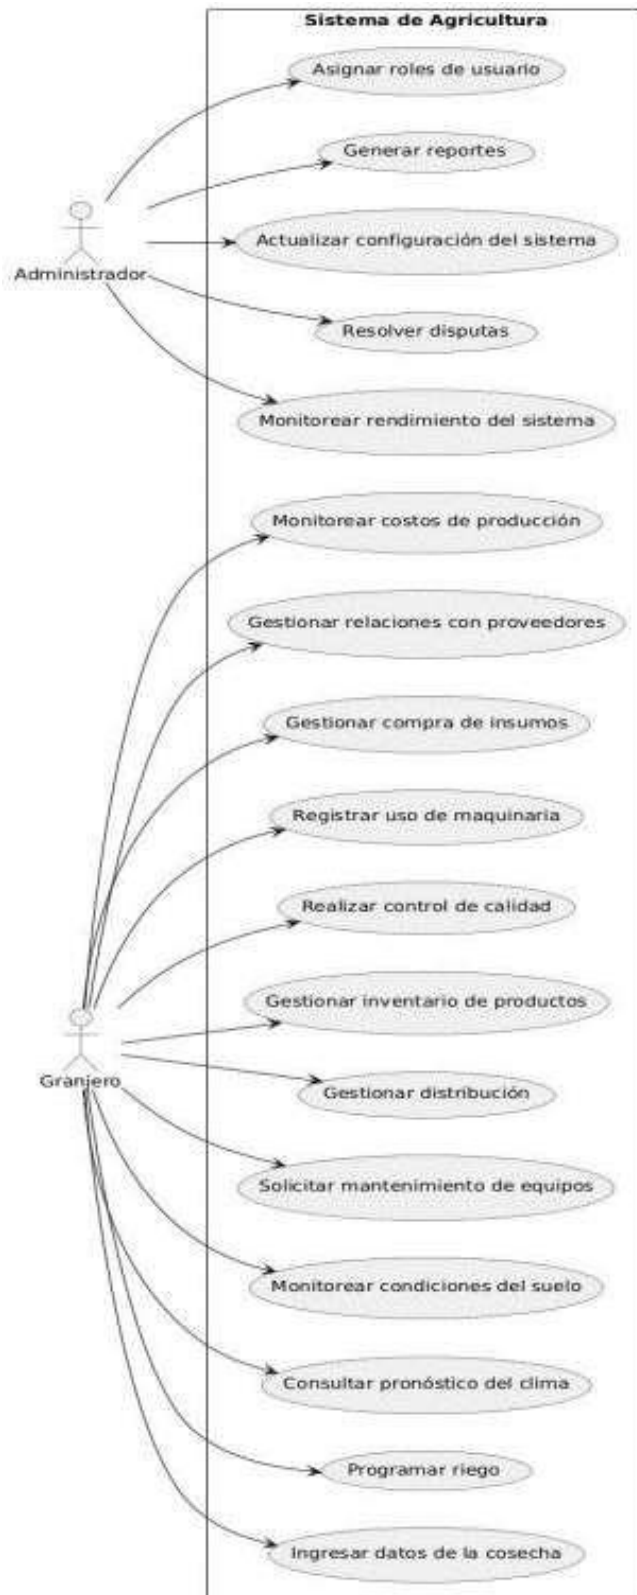 Sistema de Agricultura
Asignar roles de usuario
Generar reportes
Actualizar configuración del sistema
Administrador
Resolver disputas
Monitorear rendimiento del sistema
Monitorear costos de producción
Gestionar relaciones con proveedores
Gestionar compra de insumos
Registrar uso de maquinaria
Realizar control de calidad
Gestionar inventario de productos
Granjero
Gestionar distribución
Solicitar mantenimiento de equipos
Monitorear condiciones del suelo
Consultar pronóstico del clima
Programar riego
Ingresar datos de la cosecha